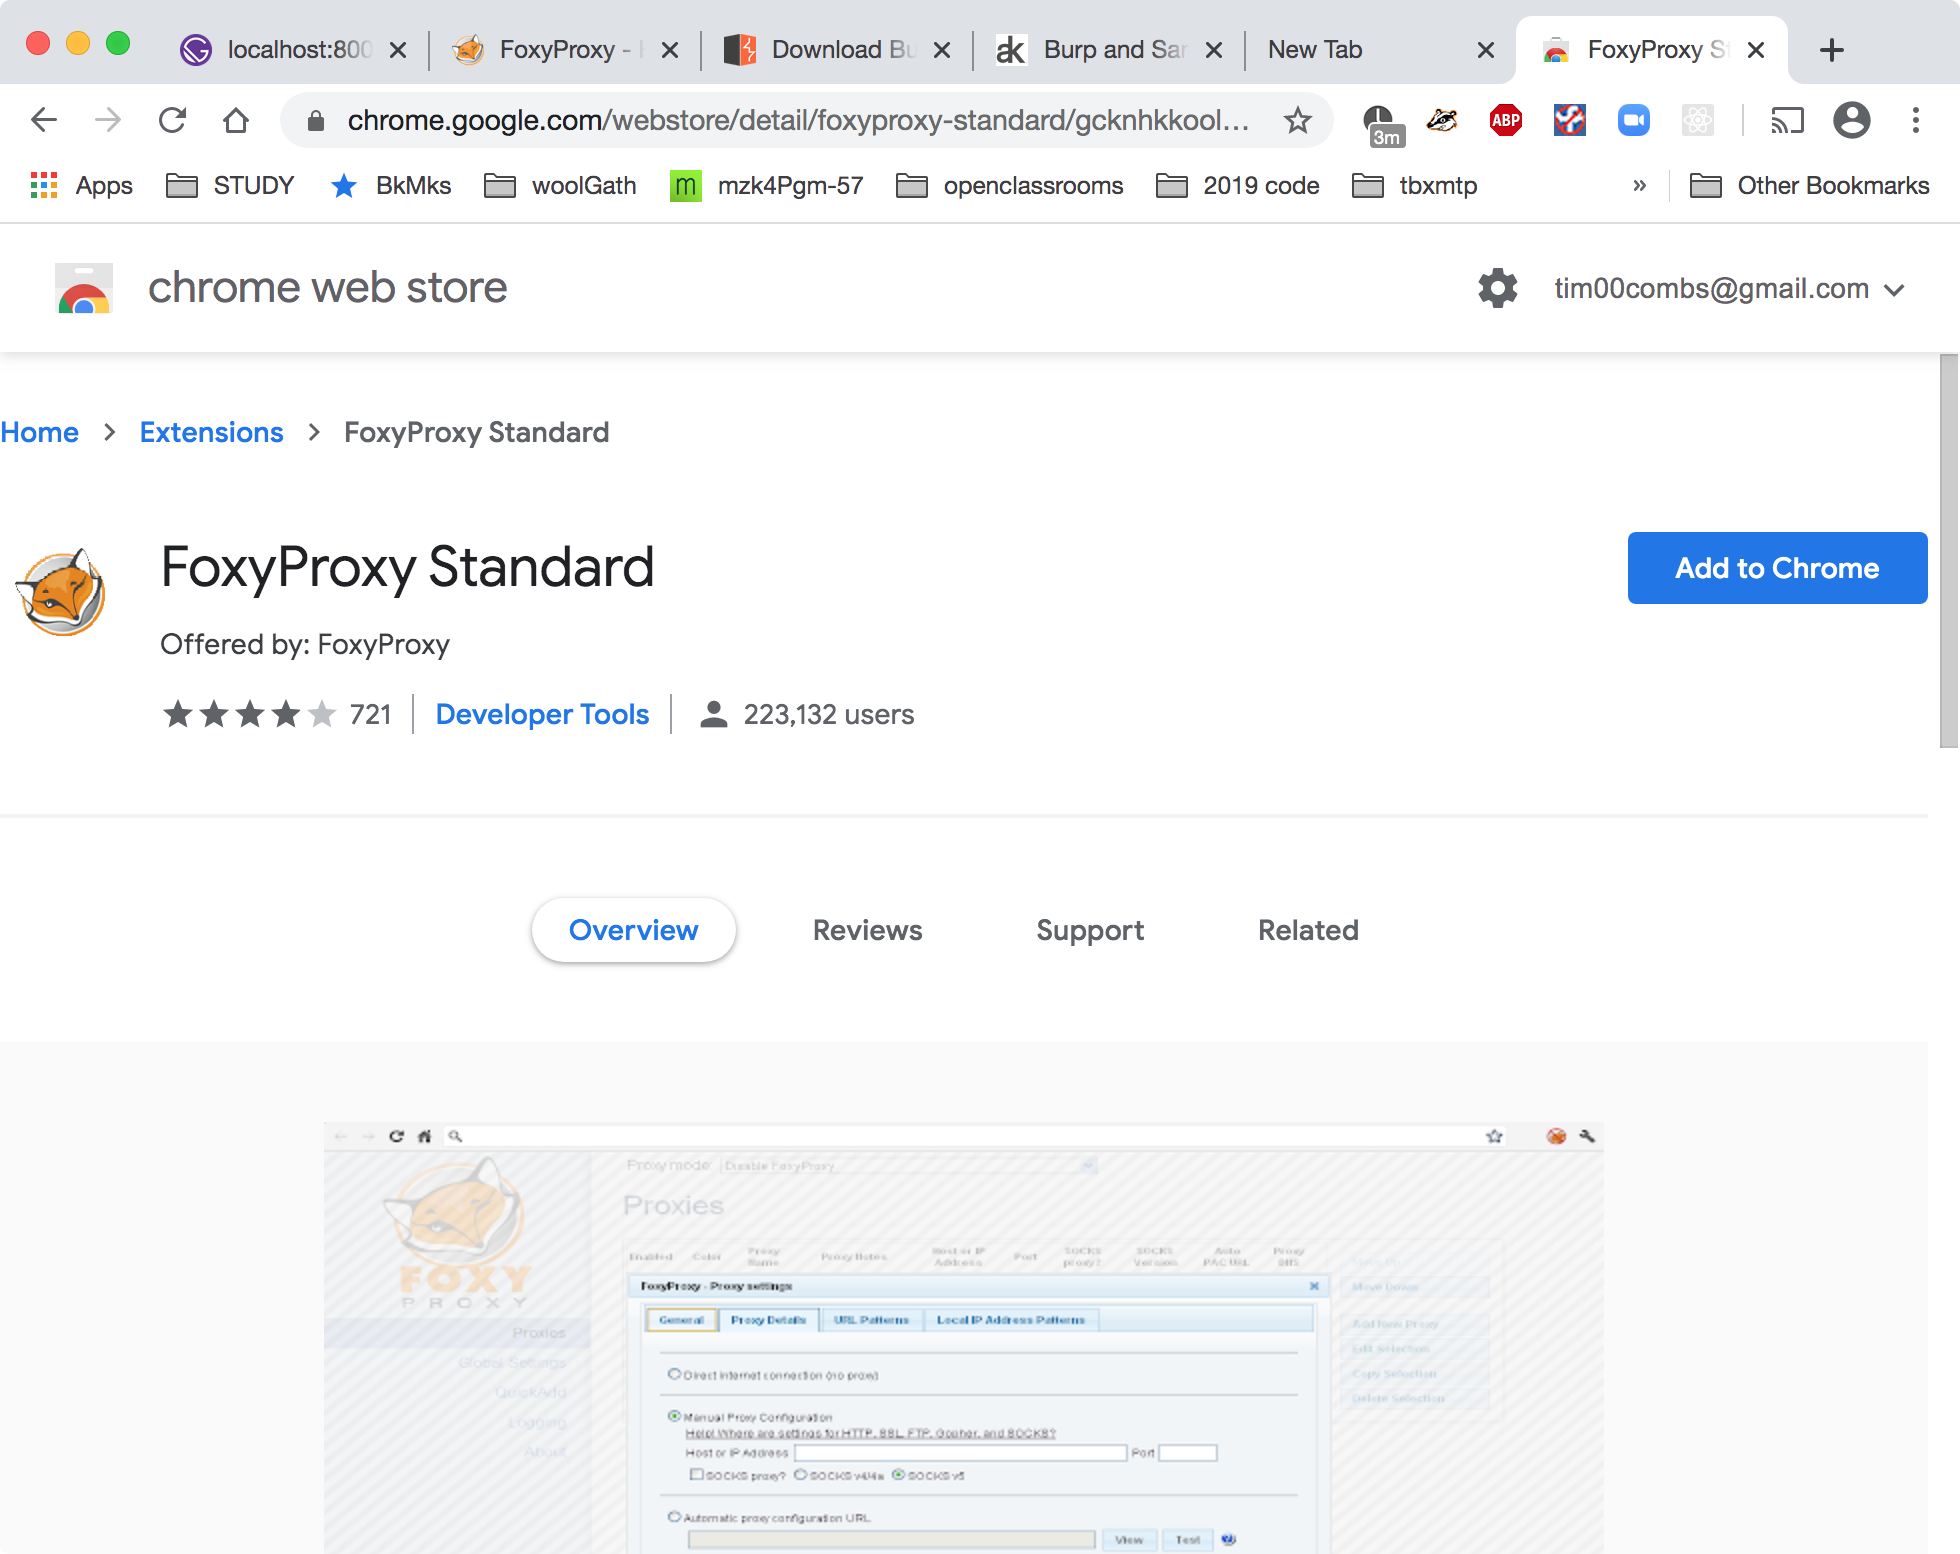 localhost:800
FoxyProxy -
Download Bu
ak
Burp and Sar
New Tab
FoxyProxy St
chrome.google.com/webstore/detail/foxyproxy-standard/gcknhkkool...
3m
ABP
Apps
STUDY
BkMks
woolGath
m
mzk4Pgm-57
openclassrooms
2019 code
tbxmtp
»
Other Bookmarks
chrome web store
tim00combs@gmail.com
Home > Extensions > FoxyProxy Standard
FoxyProxy Standard
Add to Chrome
Offered by: FoxyProxy
721
Developer Tools
223,132 users
Overview
Reviews
Support
Related
Proxy mode: Disable FoxyProxy
Proxies
Enabled Color Proxy Name Proxy Notes Host or IP Address Port SOCKS proxy? SOCKS Version Auto PAC URL Proxy DNS
FOXY
PROXY
Proxies
Global Settings
QuickAdd
Logging
About
FoxyProxy - Proxy settings
General
Proxy Details
URL Patterns
Local IP Address Patterns
Direct internet connection (no proxy)
Manual Proxy Configuration
Help! Where are settings for HTTP, SSL, FTP, Gopher, and SOCKS?
Host or IP Address
Port
SOCKS proxy?
SOCKS v4/4a
SOCKS v5
Automatic proxy configuration URL
View
Test
Move Down
Add New Proxy
Edit Selection
Copy Selection
Delete Selection